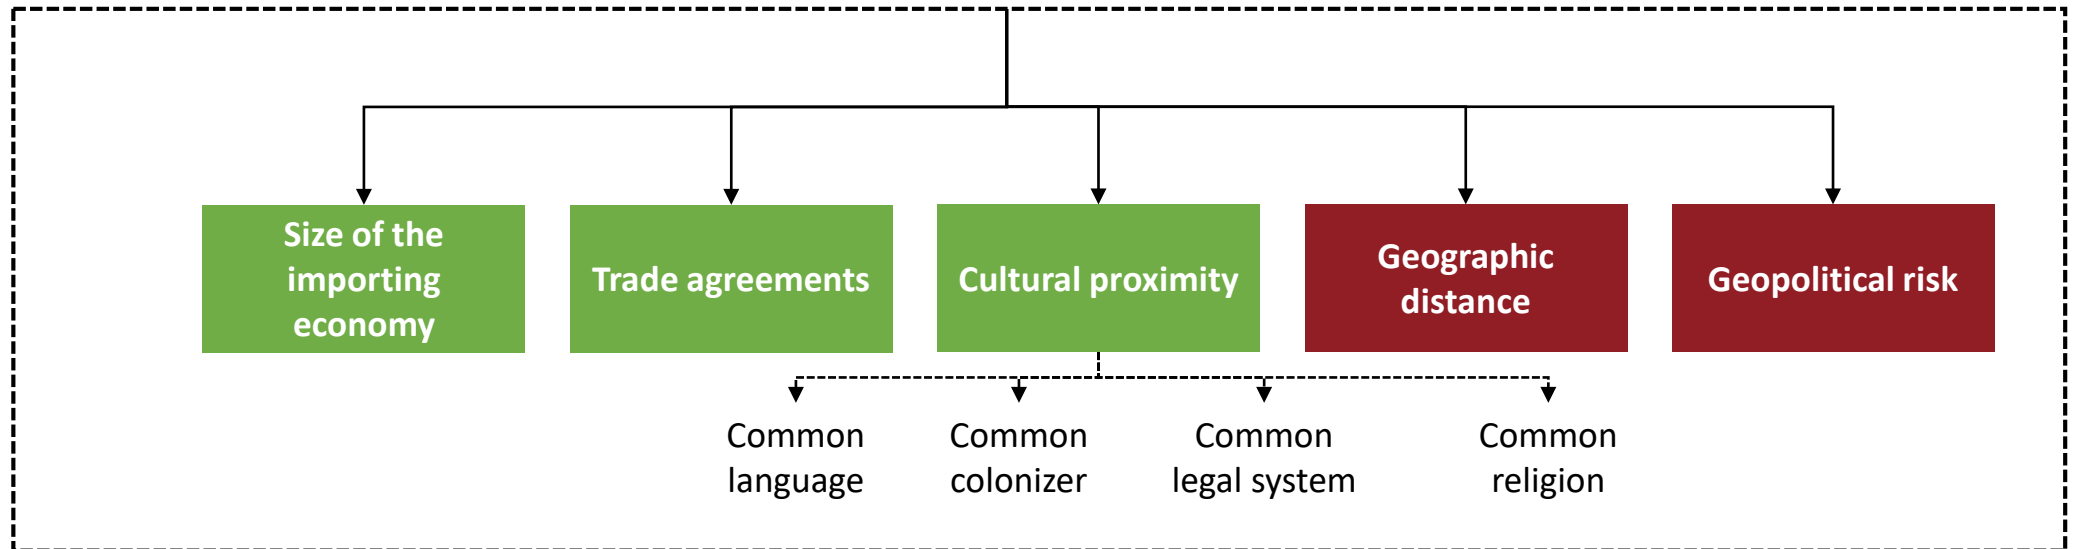 Size of the
importing
economy
Trade agreements
Cultural proximity
Geographic
distance
Geopolitical risk
Common
language
Common
colonizer
Common
legal system
Common
religion